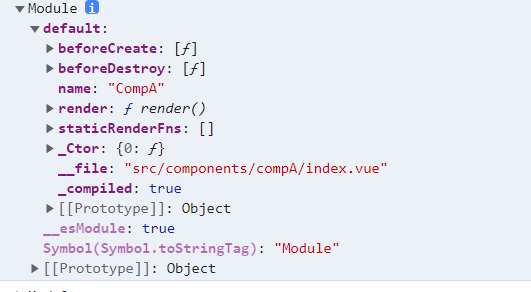 ▼Module i
▼default:
▶beforeCreate: [ƒ]
▶beforeDestroy: [ƒ]
name: "CompA"
▶render: ƒ render()
▶staticRenderFns: []
▶_Ctor: {0: ƒ}
__file: "src/components/compA/index.vue"
_compiled: true
▶[[Prototype]]: Object
__esModule: true
Symbol(Symbol.toStringTag): "Module"
▶[[Prototype]]: Object